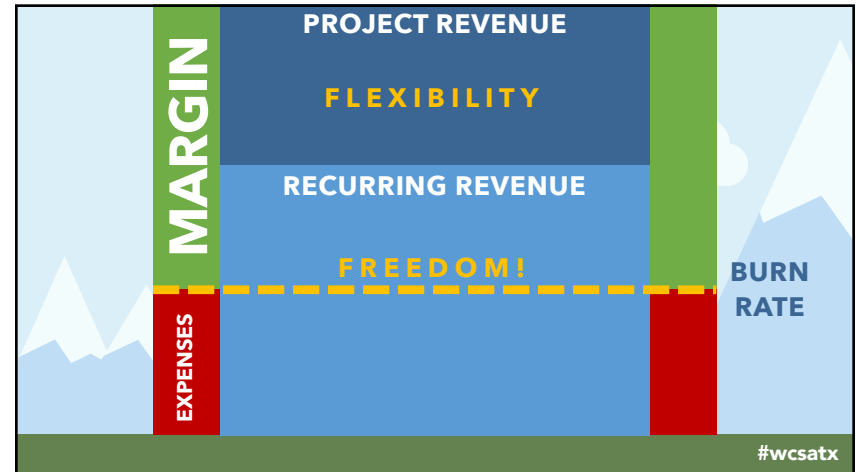 PROJECT REVENUE
MARGIN
FLEXIBILITY
RECURRING REVENUE
FREEDOM!
BURN
RATE
EXPENSES
#wcsatx